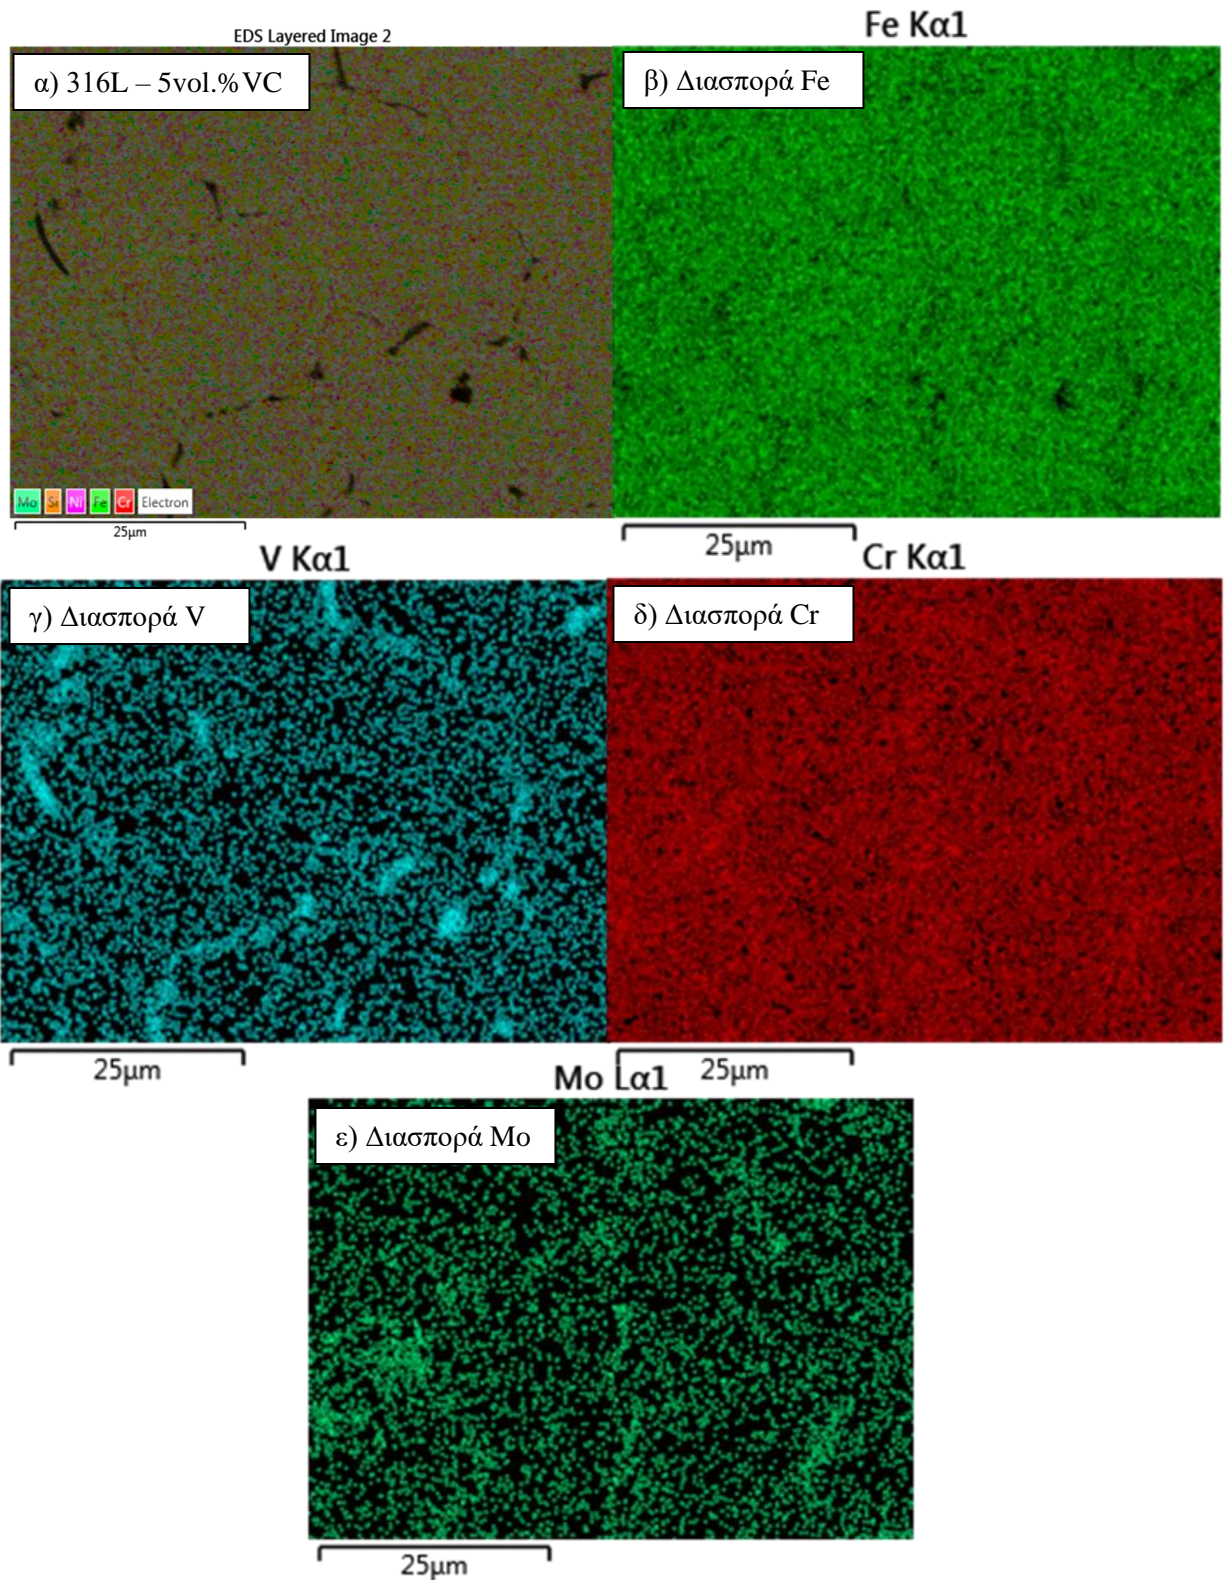 EDS Layered Image 2
α) 316L – 5vol.%VC
Mo Si Ni Fe Cr Electron
25μm
Fe Kα1
β) Διασπορά Fe
25μm
V Kα1
γ) Διασπορά V
25μm
Cr Kα1
δ) Διασπορά Cr
25μm
Mo Lα1
ε) Διασπορά Mo
25μm